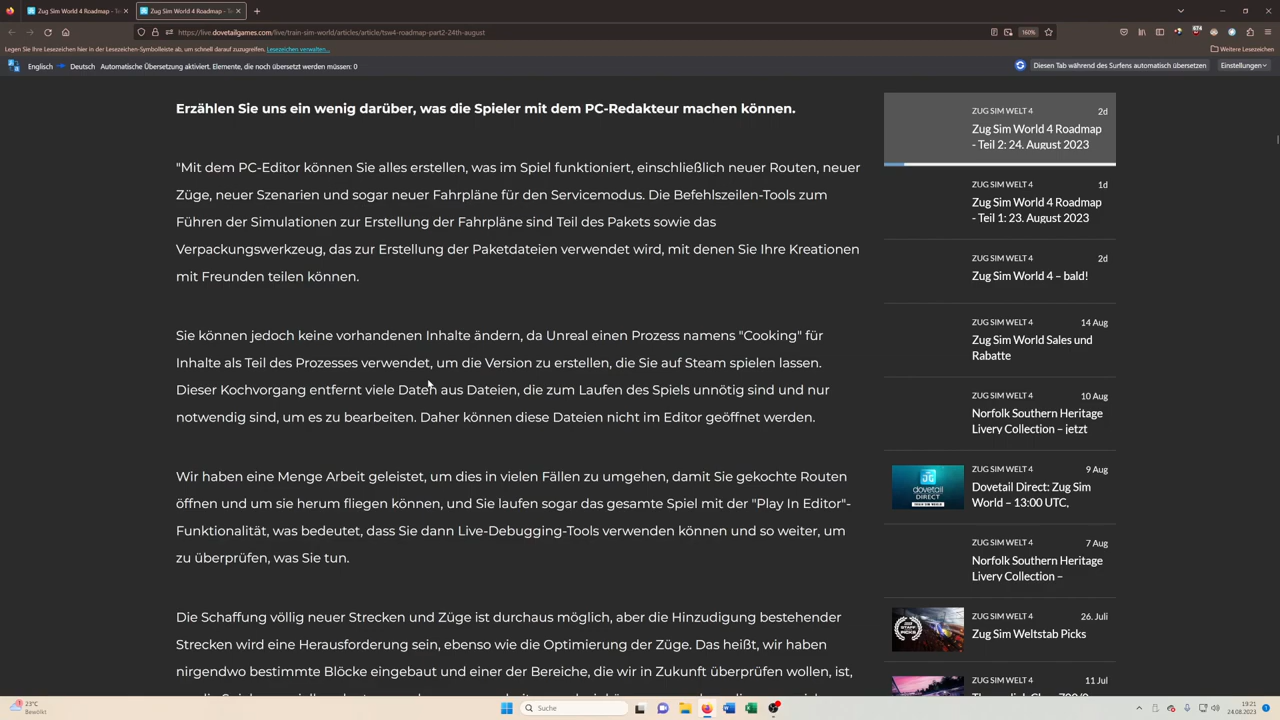 Zug Sim World 4 Roadmap - Te
Zug Sim World 4 Roadmap - Te
https://live.dovetailgames.com/live/train-sim-world/articles/article/tsw4-roadmap-part2-24th-august
160%
Legen Sie Ihre Lesezeichen hier in der Lesezeichen-Symbolleiste ab, um schnell darauf zuzugreifen. Lesezeichen verwalten...
Weitere Lesezeichen
Englisch
Deutsch
Automatische Übersetzung aktiviert. Elemente, die noch übersetzt werden müssen: 0
Diesen Tab während des Surfens automatisch übersetzen
Einstellungen
Erzählen Sie uns ein wenig darüber, was die Spieler mit dem PC-Redakteur machen können.
"Mit dem PC-Editor können Sie alles erstellen, was im Spiel funktioniert, einschließlich neuer Routen, neuer
Züge, neuer Szenarien und sogar neuer Fahrpläne für den Servicemodus. Die Befehlszeilen-Tools zum
Führen der Simulationen zur Erstellung der Fahrpläne sind Teil des Pakets sowie das
Verpackungswerkzeug, das zur Erstellung der Paketdateien verwendet wird, mit denen Sie Ihre Kreationen
mit Freunden teilen können.
Sie können jedoch keine vorhandenen Inhalte ändern, da Unreal einen Prozess namens "Cooking" für
Inhalte als Teil des Prozesses verwendet, um die Version zu erstellen, die Sie auf Steam spielen lassen.
Dieser Kochvorgang entfernt viele Daten aus Dateien, die zum Laufen des Spiels unnötig sind und nur
notwendig sind, um es zu bearbeiten. Daher können diese Dateien nicht im Editor geöffnet werden.
Wir haben eine Menge Arbeit geleistet, um dies in vielen Fällen zu umgehen, damit Sie gekochte Routen
öffnen und um sie herum fliegen können, und Sie laufen sogar das gesamte Spiel mit der "Play In Editor"-
Funktionalität, was bedeutet, dass Sie dann Live-Debugging-Tools verwenden können und so weiter, um
zu überprüfen, was Sie tun.
Die Schaffung völlig neuer Strecken und Züge ist durchaus möglich, aber die Hinzudigung bestehender
Strecken wird eine Herausforderung sein, ebenso wie die Optimierung der Züge. Das heißt, wir haben
nirgendwo bestimmte Blöcke eingebaut und einer der Bereiche, die wir in Zukunft überprüfen wollen, ist,
ZUG SIM WELT 4
2d
Zug Sim World 4 Roadmap
- Teil 2: 24. August 2023
ZUG SIM WELT 4
1d
Zug Sim World 4 Roadmap
- Teil 1: 23. August 2023
ZUG SIM WELT 4
2d
Zug Sim World 4 – bald!
ZUG SIM WELT 4
14 Aug
Zug Sim World Sales und
Rabatte
ZUG SIM WELT 4
10 Aug
Norfolk Southern Heritage
Livery Collection – jetzt
dovetail
DIRECT
ZUG SIM WELT 4
9 Aug
Dovetail Direct: Zug Sim
World – 13:00 UTC,
ZUG SIM WELT 4
7 Aug
Norfolk Southern Heritage
Livery Collection –
STAFF
PICKS
ZUG SIM WELT 4
26. Juli
Zug Sim Weltstab Picks
ZUG SIM WELT 4
11 Jul
23°C
Bewölkt
Suche
13:21
24.08.2023